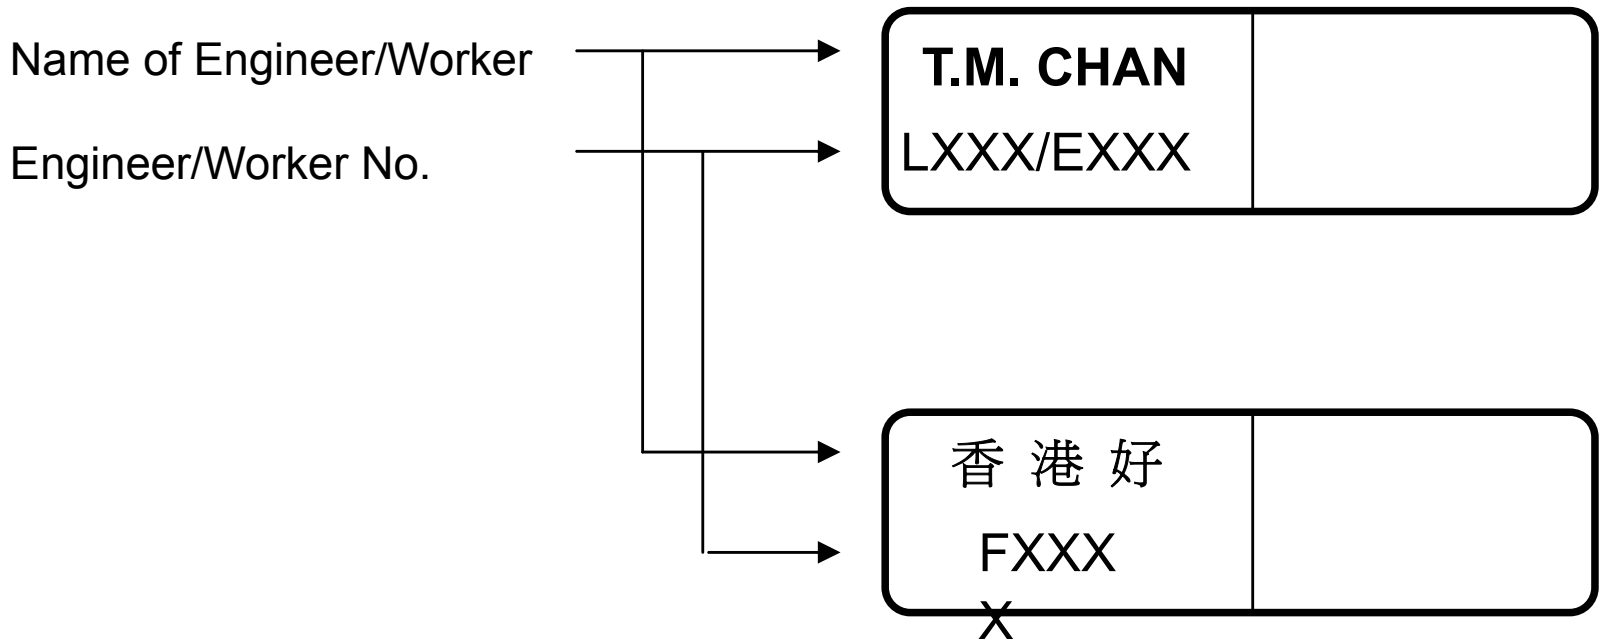 Name of Engineer/Worker
Engineer/Worker No.
T.M. CHAN
LXXX/EXXX
香 港 好
FXXX
X